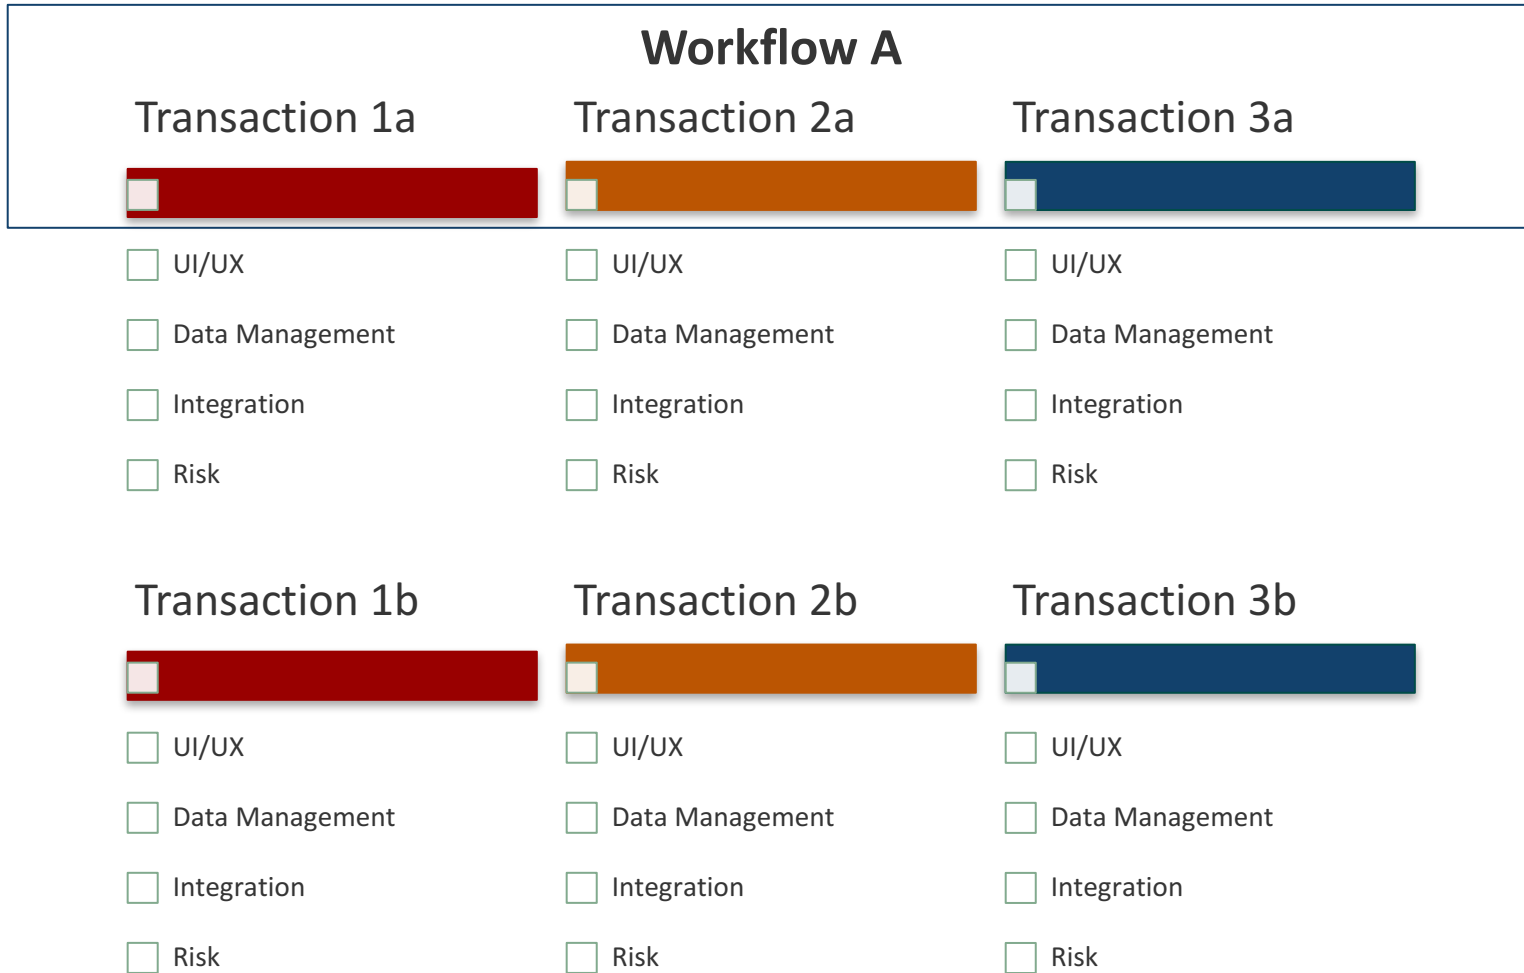 Workflow A
Transaction 1a Transaction 2a Transaction 3a
UI/UX UI/UX UI/UX
Data Management Data Management Data Management
Integration Integration Integration
Risk Risk Risk
Transaction 1b Transaction 2b Transaction 3b
UI/UX UI/UX UI/UX
Data Management Data Management Data Management
Integration Integration Integration
Risk Risk Risk